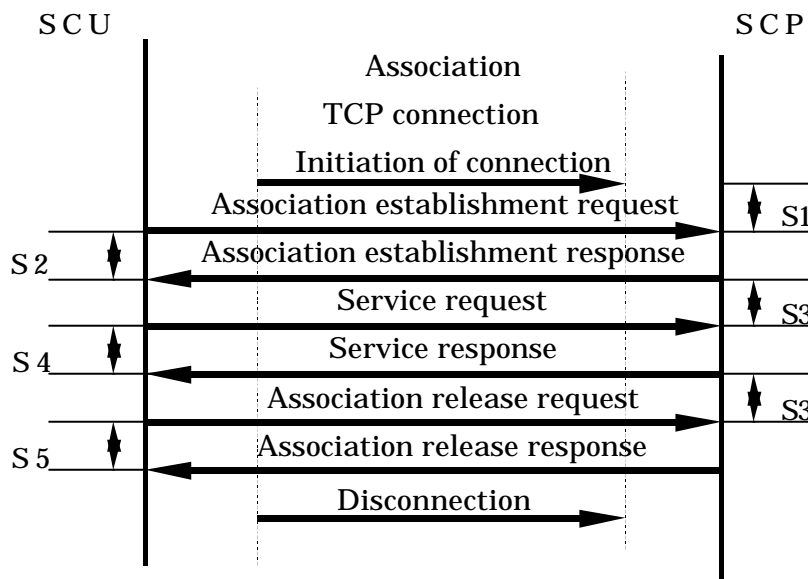 SCU
SCP
Association
TCP connection
Initiation of connection
Association establishment request
S1
Association establishment response
S2
Service request
S3
Service response
S4
Association release request
S3
Association release response
S5
Disconnection